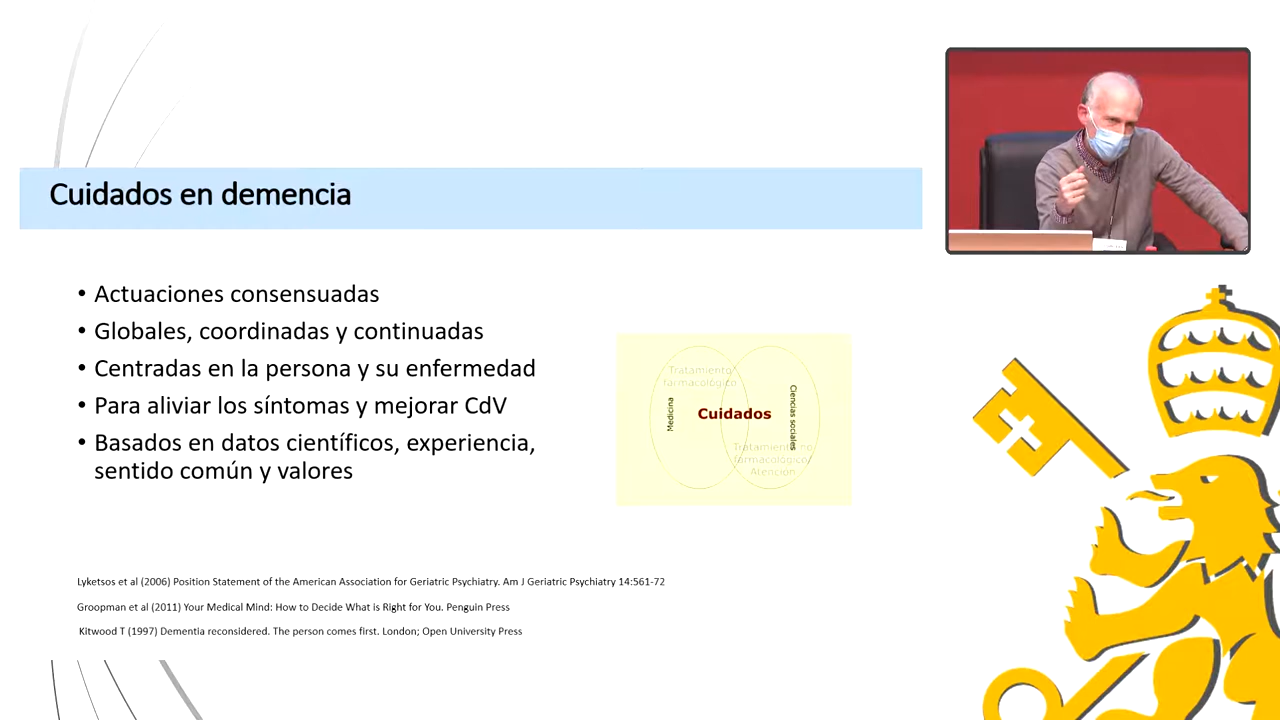 Cuidados en demencia
• Actuaciones consensuadas
• Globales, coordinadas y continuadas
• Centradas en la persona y su enfermedad
• Para aliviar los síntomas y mejorar CdV
• Basados en datos científicos, experiencia,
sentido común y valores
Tratamiento
farmacológico
Medicina
Cuidados
Ciencias sociales
Tratamiento no
farmacológico/
Atención
Lyketsos et al (2006) Position Statement of the American Association for Geriatric Psychiatry. Am J Geriatric Psychiatry 14:561-72
Groopman et al (2011) Your Medical Mind: How to Decide What is Right for You. Penguin Press
Kitwood T (1997) Dementia reconsidered. The person comes first. London; Open University Press